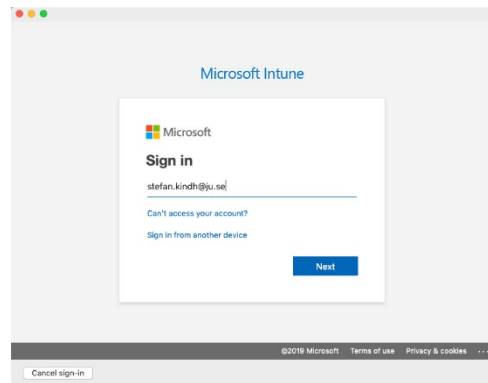 Microsoft Intune
Microsoft
Sign in
stefan.kindh@ju.se
Can't access your account?
Sign in from another device
Next
©2019 Microsoft Terms of use Privacy & cookies ...
Cancel sign-in